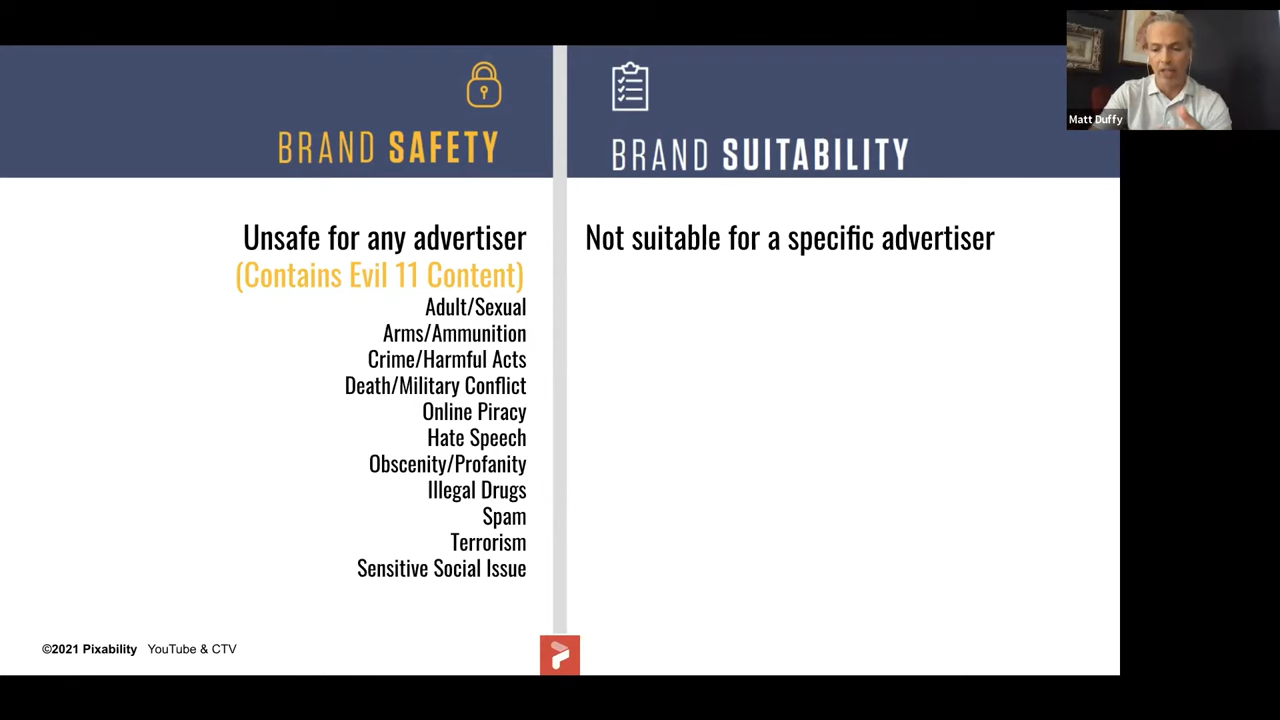 BRAND SAFETY
Unsafe for any advertiser
(Contains Evil 11 Content)
Adult/Sexual
Arms/Ammunition
Crime/Harmful Acts
Death/Military Conflict
Online Piracy
Hate Speech
Obscenity/Profanity
Illegal Drugs
Spam
Terrorism
Sensitive Social Issue
BRAND SUITABILITY
Not suitable for a specific advertiser
Matt Duffy
©2021 Pixability YouTube & CTV